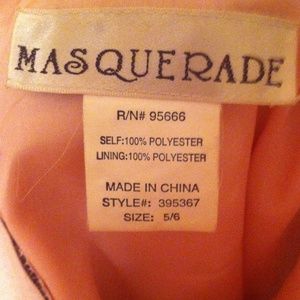 MASQUERADE
R/N# 95666
SELF:100% POLYESTER
LINING:100% POLYESTER
MADE IN CHINA
STYLE#: 395367
SIZE: 5/6